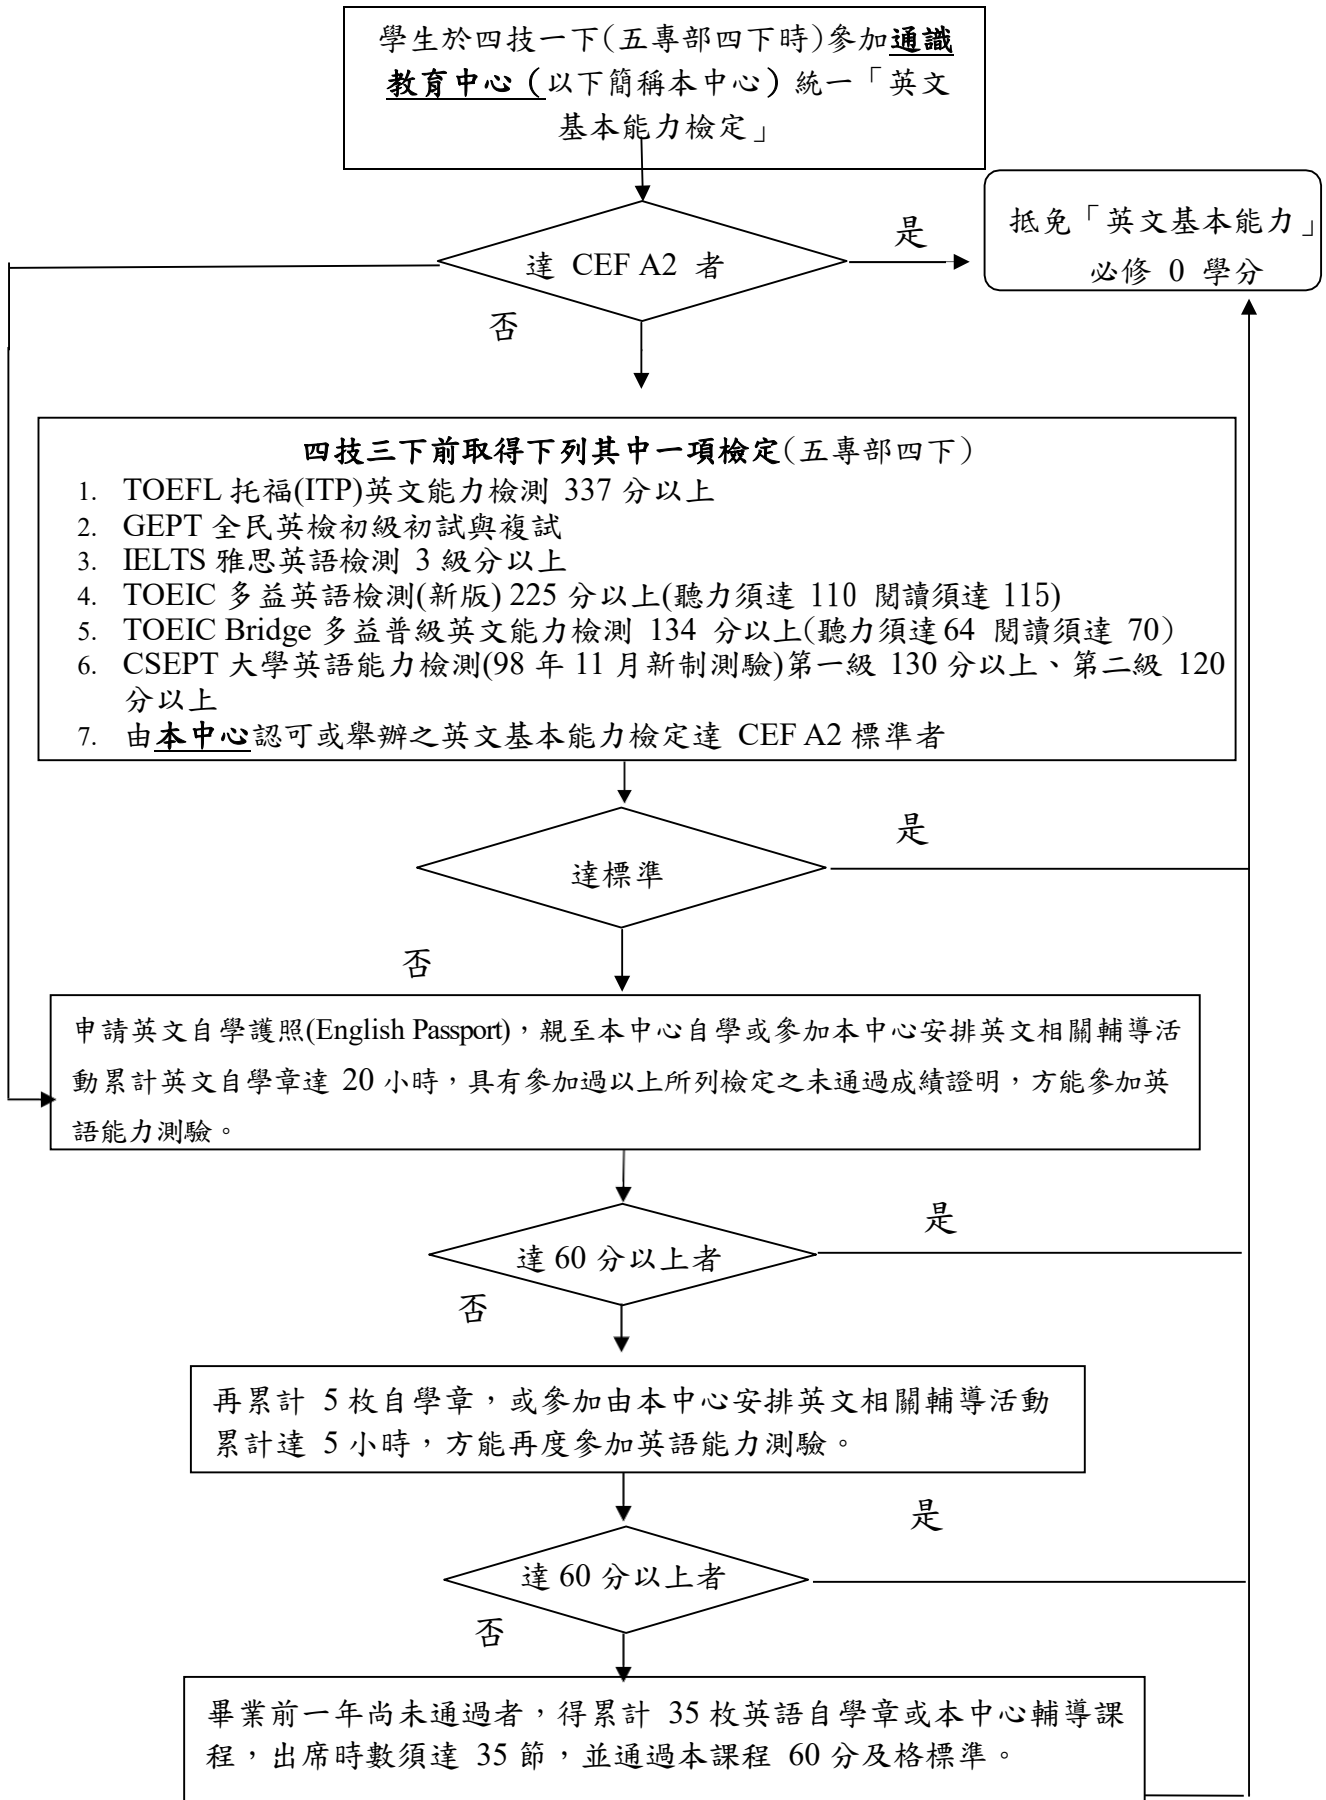 學生於四技一下(五專部四下時)參加通識
教育中心（以下簡稱本中心）統一「英文
基本能力檢定」
達 CEF A2 者
是
抵免「英文基本能力」
必修 0 學分
否
四技三下前取得下列其中一項檢定(五專部四下)
1. TOEFL 托福(ITP)英文能力檢測 337 分以上
2. GEPT 全民英檢初級初試與複試
3. IELTS 雅思英語檢測 3 級分以上
4. TOEIC 多益英語檢測(新版) 225 分以上(聽力須達 110 閱讀須達 115)
5. TOEIC Bridge 多益普級英文能力檢測 134 分以上(聽力須達 64 閱讀須達 70)
6. CSEPT 大學英語能力檢測(98 年 11 月新制測驗)第一級 130 分以上、第二級 120
分以上
7. 由本中心認可或舉辦之英文基本能力檢定達 CEF A2 標準者
是
達標準
否
申請英文自學護照(English Passport)，親至本中心自學或參加本中心安排英文相關輔導活
動累計英文自學章達 20 小時，具有參加過以上所列檢定之未通過成績證明，方能參加英
語能力測驗。
是
達 60 分以上者
否
再累計 5 枚自學章，或參加由本中心安排英文相關輔導活動
累計達 5 小時，方能再度參加英語能力測驗。
是
達 60 分以上者
否
畢業前一年尚未通過者，得累計 35 枚英語自學章或本中心輔導課
程，出席時數須達 35 節，並通過本課程 60 分及格標準。